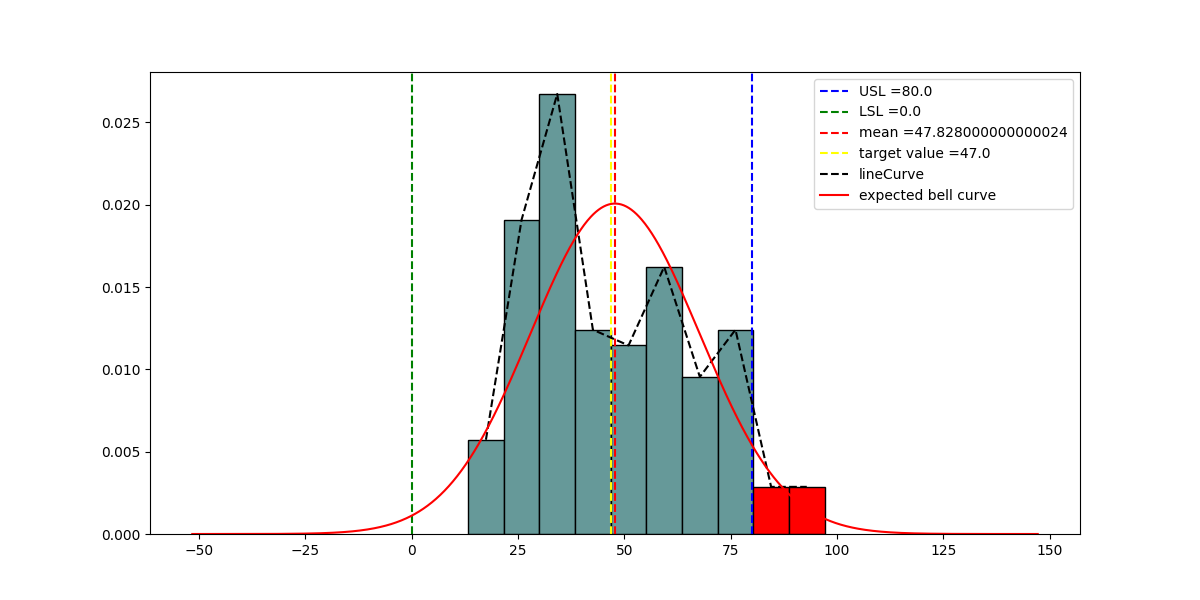 USL =80.0
LSL =0.0
mean =47.828000000000024
target value =47.0
lineCurve
expected bell curve
0.025
0.020
0.015
0.010
0.005
0.000
−50
−25
0
25
50
75
100
125
150